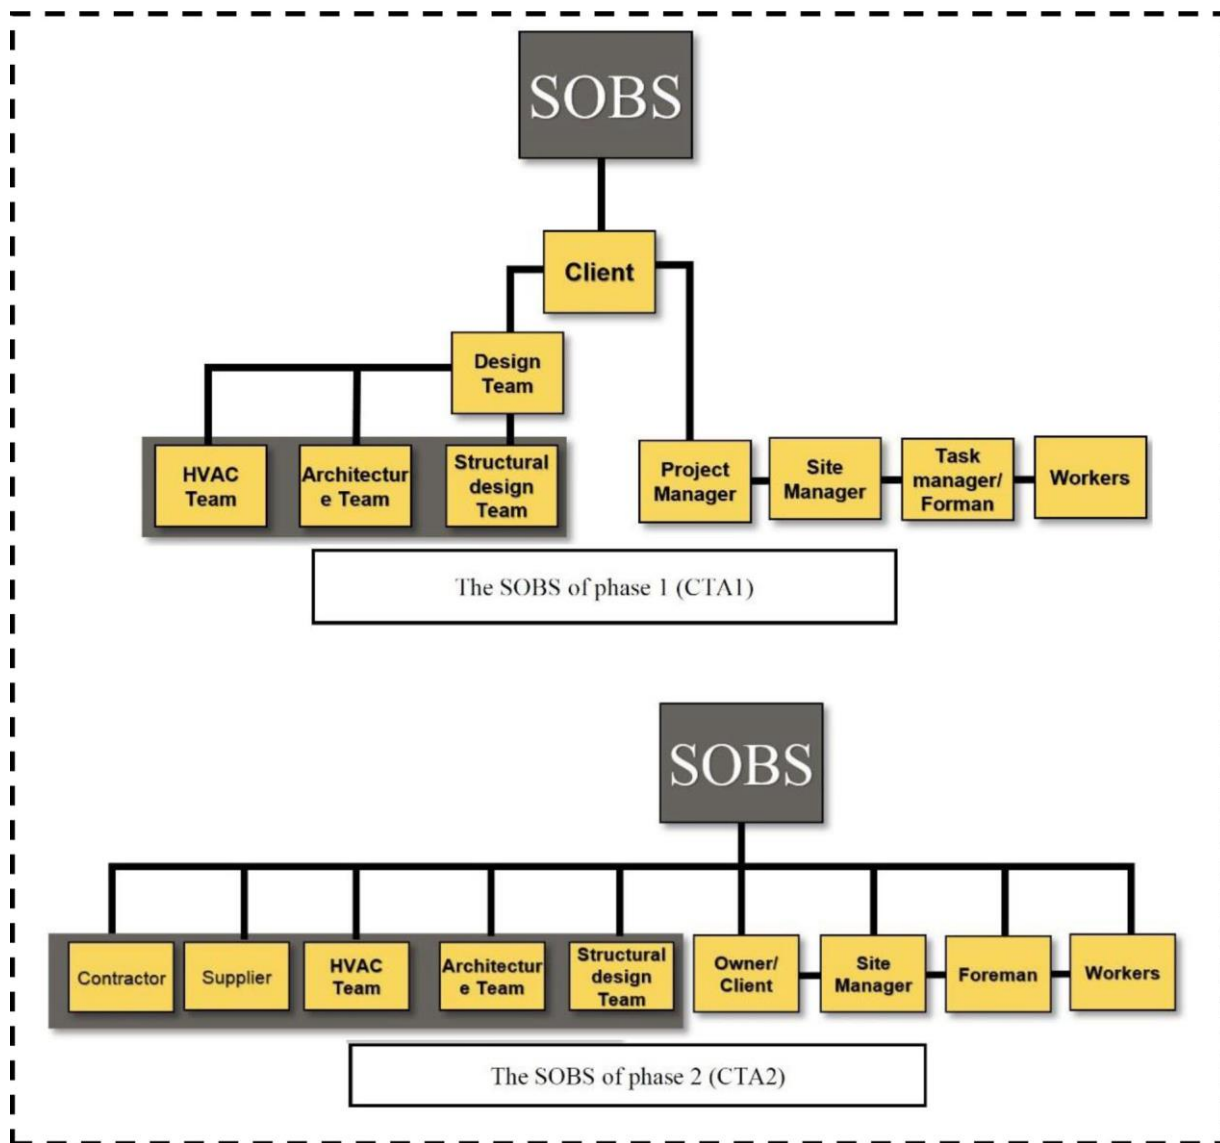 SOBS
Client
Design
Team
HVAC
Team
Architectur
e Team
Structural
design
Team
Project
Manager
Site
Manager
Task
manager/
Forman
Workers
The SOBS of phase 1 (CTA1)
SOBS
Contractor
Supplier
HVAC
Team
Architectur
e Team
Structural
design
Team
Owner/
Client
Site
Manager
Foreman
Workers
The SOBS of phase 2 (CTA2)